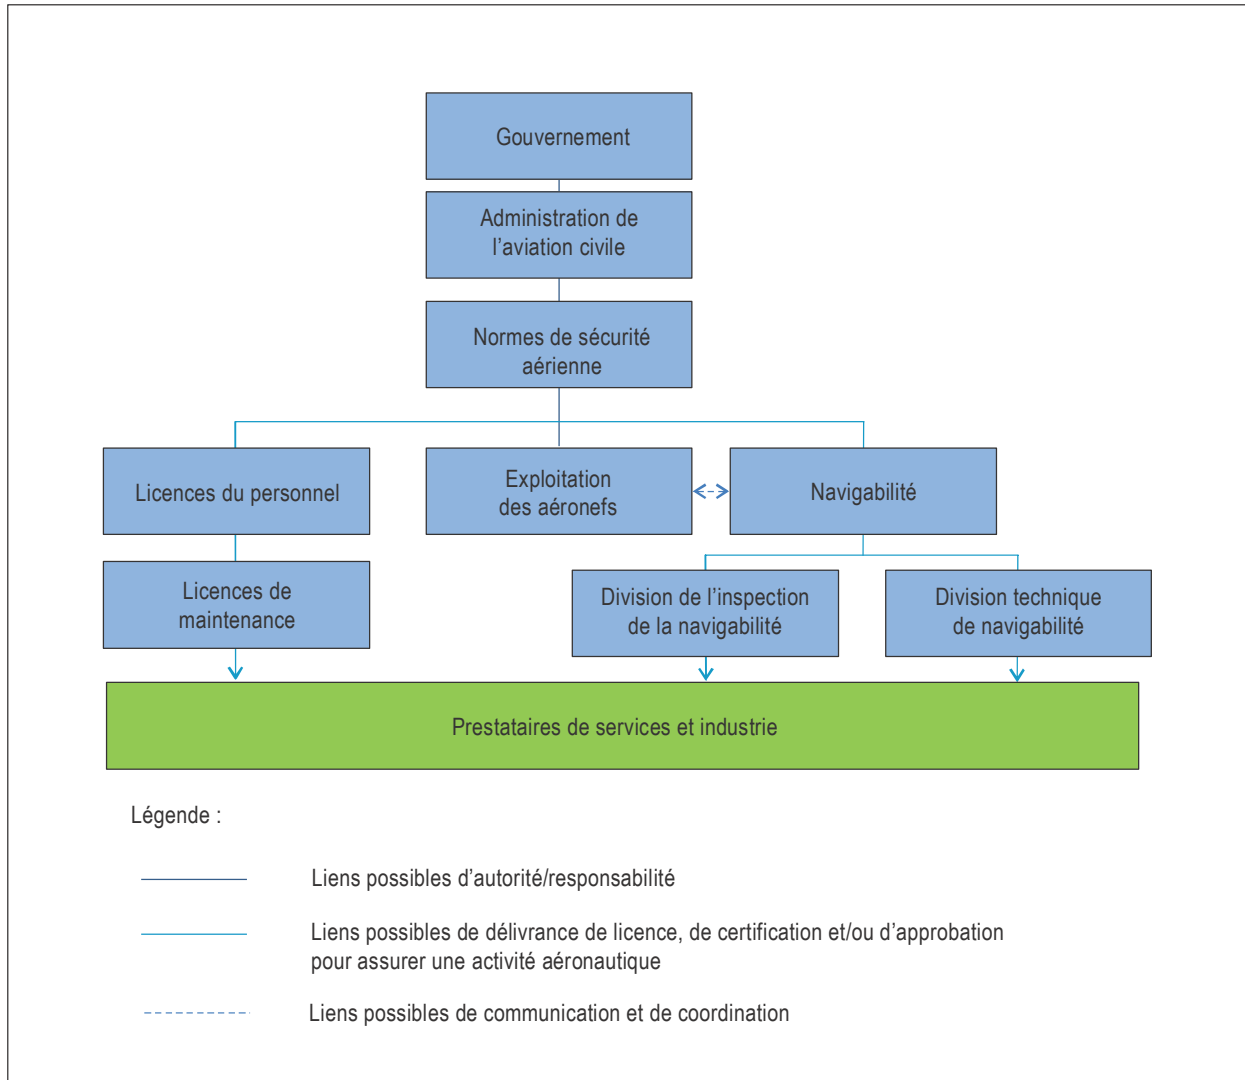 Gouvernement
Administration de
l’aviation civile
Normes de sécurité
aérienne
Licences du personnel
Exploitation
des aéronefs
Navigabilité
Licences de
maintenance
Division de l’inspection
de la navigabilité
Division technique
de navigabilité
Prestataires de services et industrie
Légende :
Liens possibles d’autorité/responsabilité
Liens possibles de délivrance de licence, de certification et/ou d’approbation
pour assurer une activité aéronautique
Liens possibles de communication et de coordination